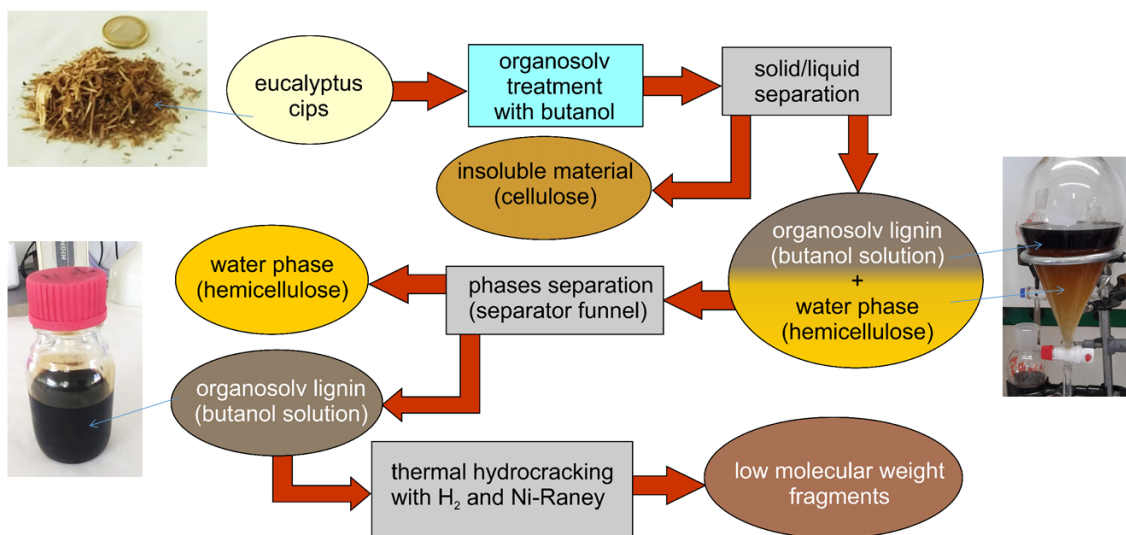 eucalyptus
cips
organosolv
treatment
with butanol
solid/liquid
separation
insoluble material
(cellulose)
organosolv lignin
(butanol solution)
+
water phase
(hemicellulose)
phases separation
(separator funnel)
water phase
(hemicellulose)
organosolv lignin
(butanol solution)
thermal hydrocracking
with H₂ and Ni-Raney
low molecular weight
fragments